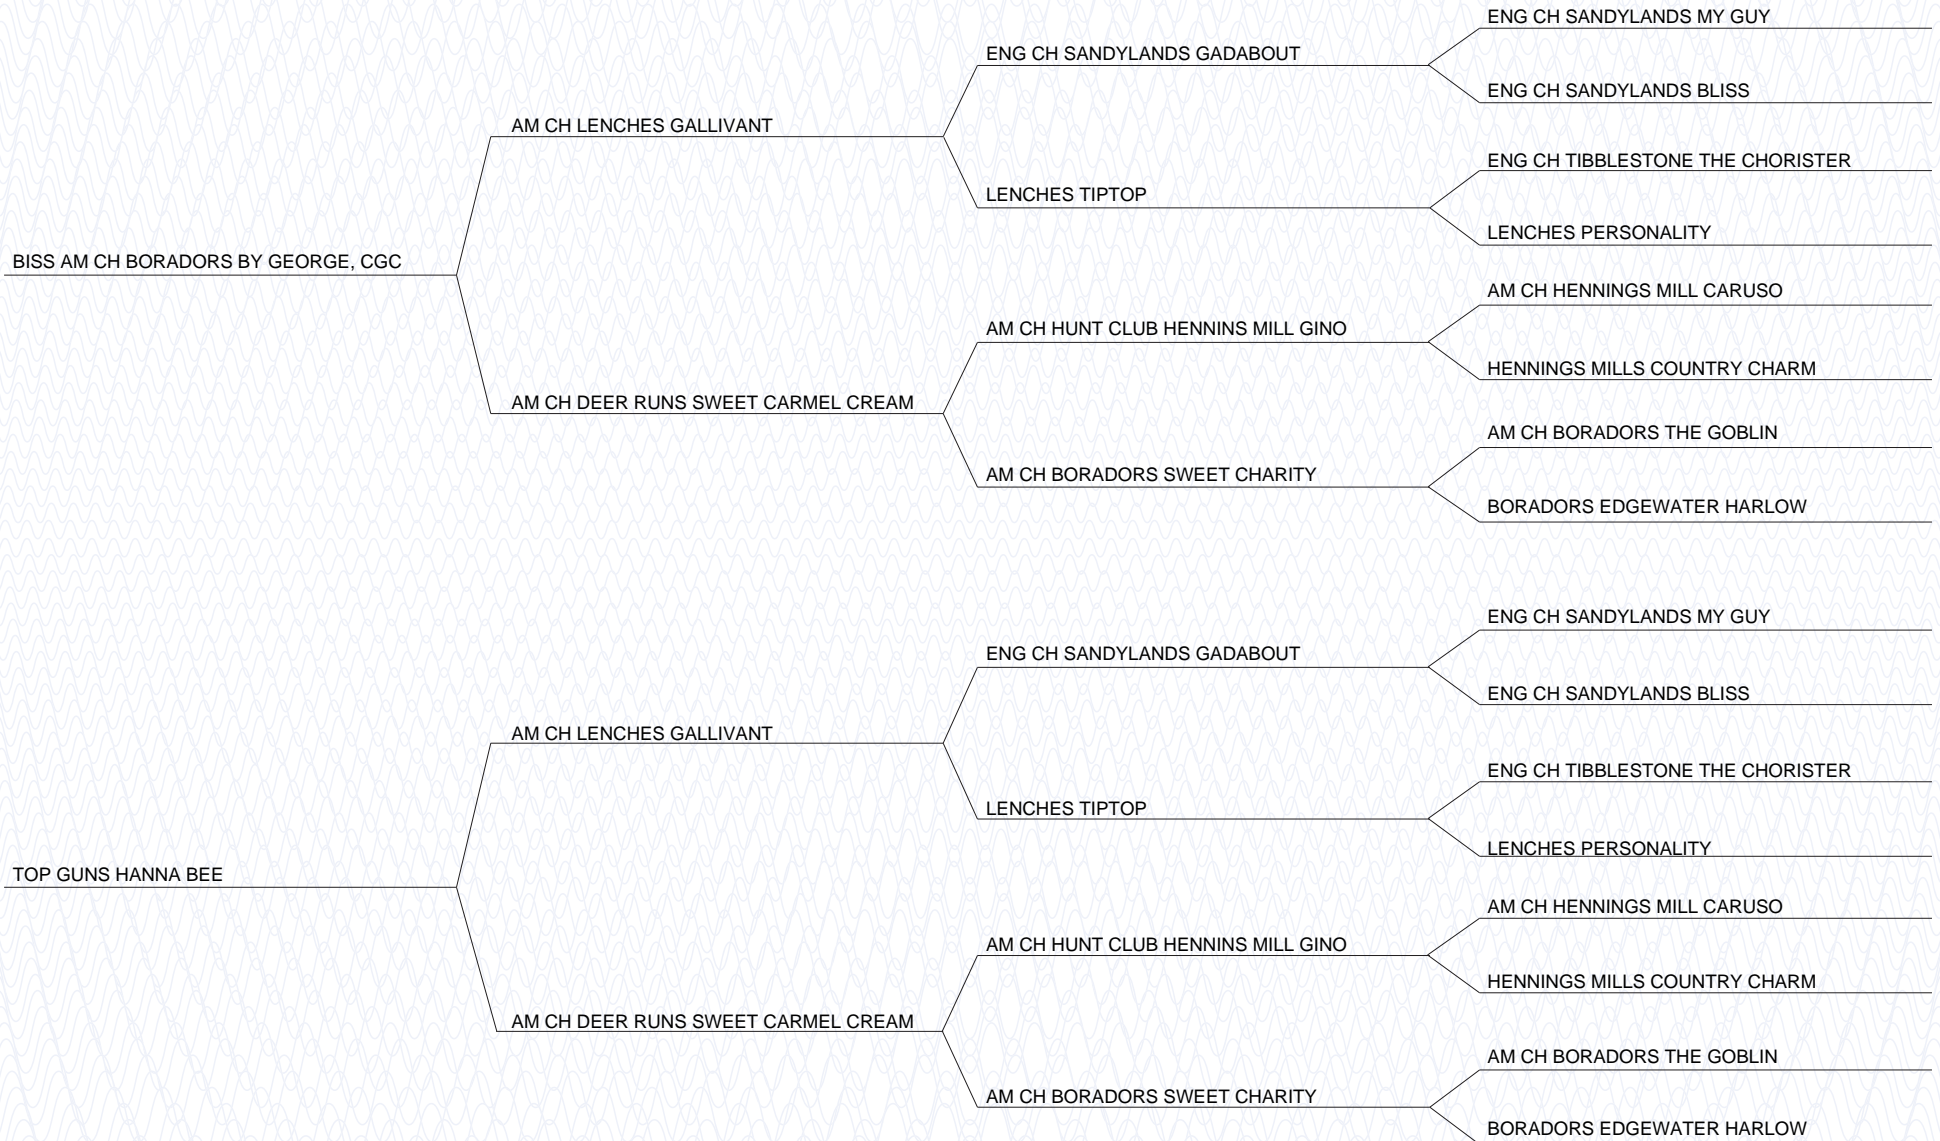 ENG CH SANDYLANDS MY GUY
ENG CH SANDYLANDS GADABOUT
ENG CH SANDYLANDS BLISS
AM CH LENCHES GALLIVANT
ENG CH TIBBLESTONE THE CHORISTER
LENCHES TIPTOP
LENCHES PERSONALITY
BISS AM CH BORADORS BY GEORGE, CGC
AM CH HENNINGS MILL CARUSO
AM CH HUNT CLUB HENNINS MILL GINO
HENNINGS MILLS COUNTRY CHARM
AM CH DEER RUNS SWEET CARMEL CREAM
AM CH BORADORS THE GOBLIN
AM CH BORADORS SWEET CHARITY
BORADORS EDGEWATER HARLOW
ENG CH SANDYLANDS MY GUY
ENG CH SANDYLANDS GADABOUT
ENG CH SANDYLANDS BLISS
AM CH LENCHES GALLIVANT
ENG CH TIBBLESTONE THE CHORISTER
LENCHES TIPTOP
LENCHES PERSONALITY
TOP GUNS HANNA BEE
AM CH HENNINGS MILL CARUSO
AM CH HUNT CLUB HENNINS MILL GINO
HENNINGS MILLS COUNTRY CHARM
AM CH DEER RUNS SWEET CARMEL CREAM
AM CH BORADORS THE GOBLIN
AM CH BORADORS SWEET CHARITY
BORADORS EDGEWATER HARLOW